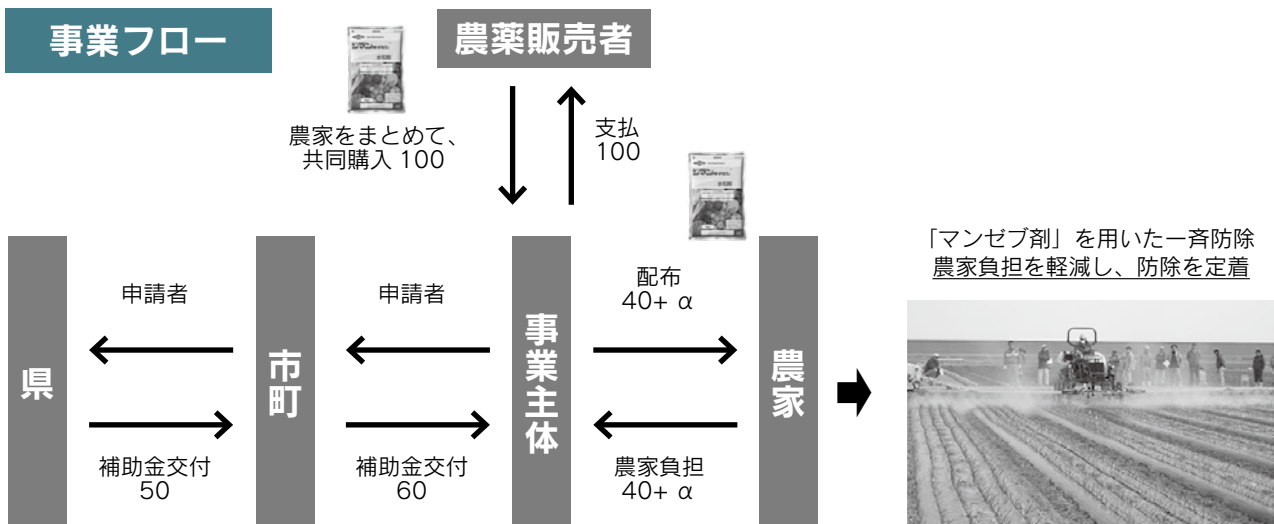 事業フロー
農薬販売者
農家をまとめて、
共同購入 100
支払
100
「マンゼブ剤」を用いた一斉防除
農家負担を軽減し、防除を定着
県
申請者
補助金交付
50
市町
申請者
補助金交付
60
事業主体
配布
40+ α
農家負担
40+ α
農家